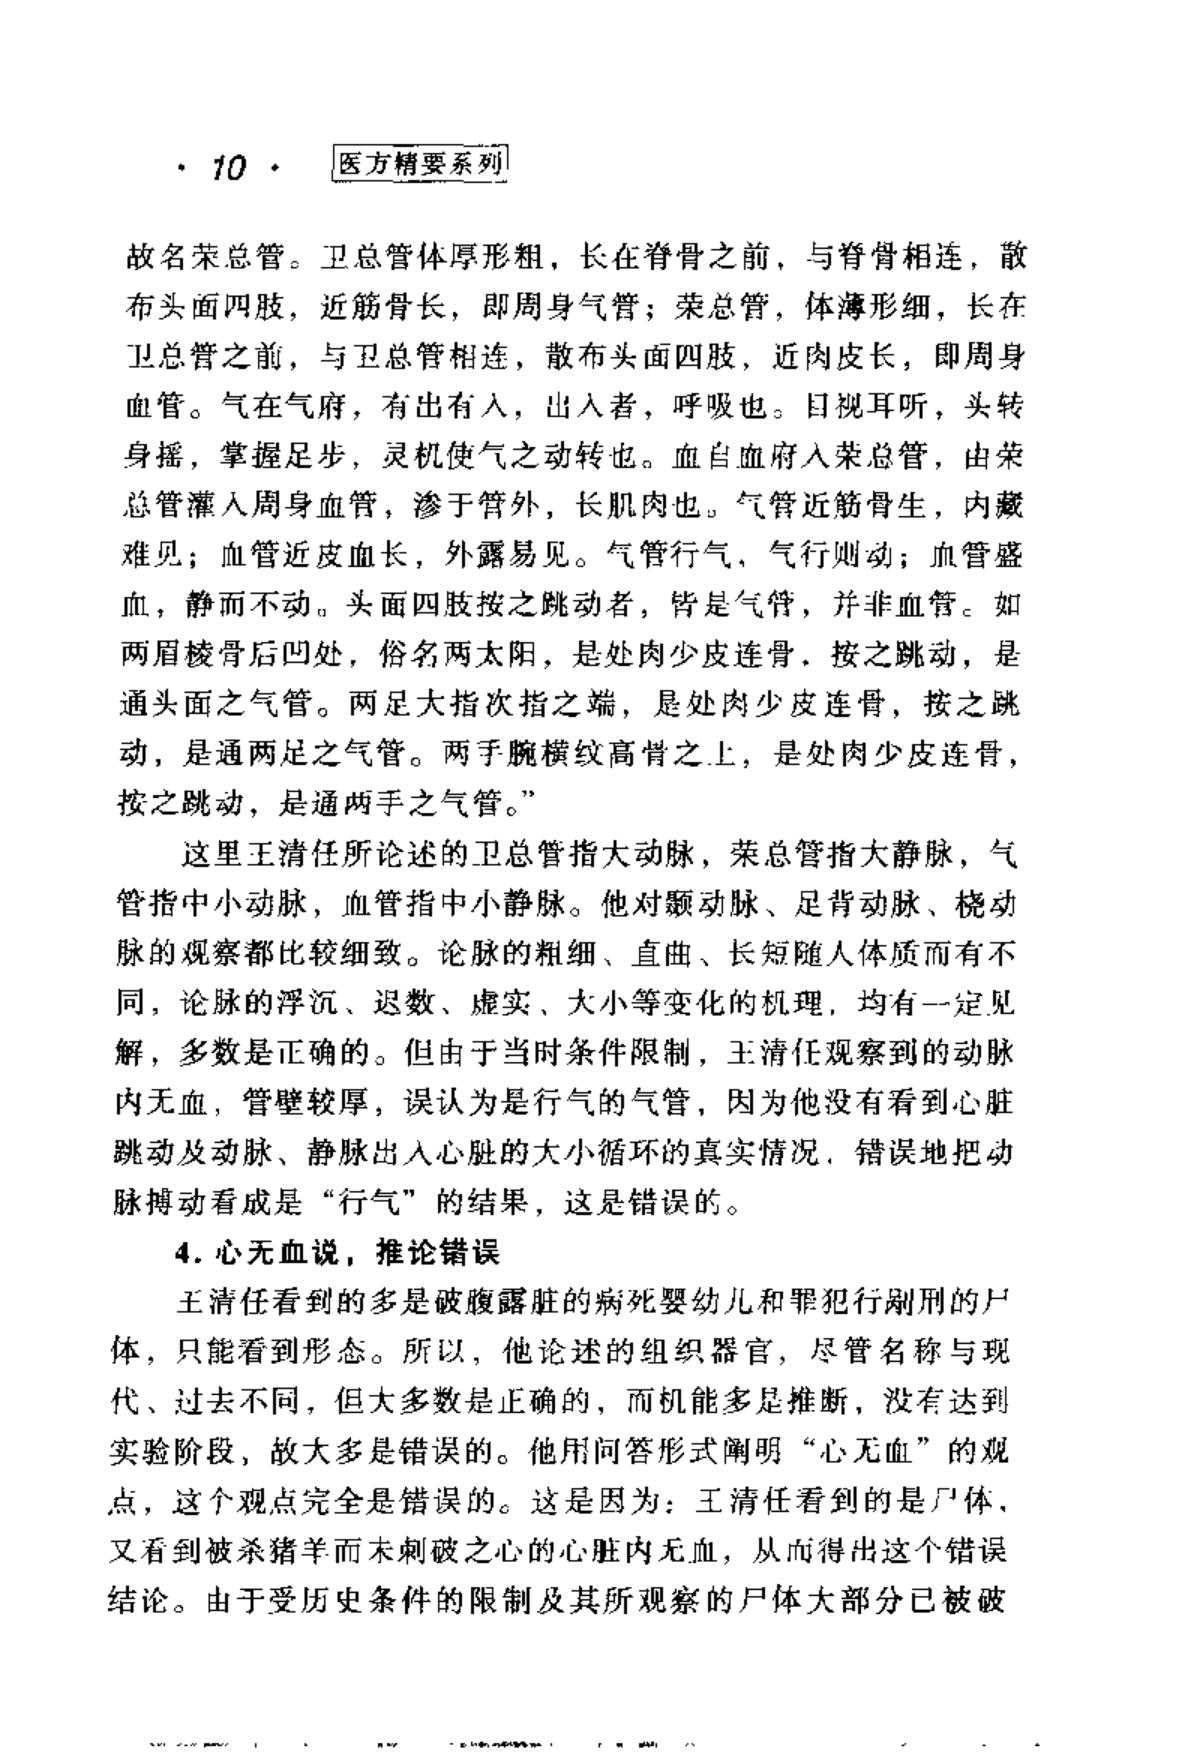 · 10 · 医方精要系列
故名荣总管。卫总管体厚形粗，长在脊骨之前，与脊骨相连，散
布头面四肢，近筋骨长，即周身气管；荣总管，体薄形细，长在
卫总管之前，与卫总管相连，散布头面四肢，近肉皮长，即周身
血管。气在气府，有出有入，出入者，呼吸也。目视耳听，头转
身摇，掌握足步，灵机使气之动转也。血自血府入荣总管，由荣
总管灌入周身血管，渗于管外，长肌肉也。气管近筋骨生，内藏
难见；血管近皮血长，外露易见。气管行气，气行则动；血管盛
血，静而不动。头面四肢按之跳动者，皆是气管，并非血管。如
两眉棱骨后凹处，俗名两太阳，是处肉少皮连骨，按之跳动，是
通头面之气管。两足大指次指之端，是处肉少皮连骨，按之跳
动，是通两足之气管。两手腕横纹高骨之上，是处肉少皮连骨，
按之跳动，是通两手之气管。”
这里王清任所论述的卫总管指大动脉，荣总管指大静脉，气
管指中小动脉，血管指中小静脉。他对颞动脉、足背动脉、桡动
脉的观察都比较细致。论脉的粗细、直曲、长短随人体质而有不
同，论脉的浮沉、迟数、虚实、大小等变化的机理，均有一定见
解，多数是正确的。但由于当时条件限制，王清任观察到的动脉
内无血，管壁较厚，误认为是行气的气管，因为他没有看到心脏
跳动及动脉、静脉出入心脏的大小循环的真实情况，错误地把动
脉搏动看成是“行气”的结果，这是错误的。
4. 心无血说，推论错误
王清任看到的多是破腹露脏的病死婴幼儿和罪犯行剐刑的尸
体，只能看到形态。所以，他论述的组织器官，尽管名称与现
代、过去不同，但大多数是正确的，而机能多是推断，没有达到
实验阶段，故大多是错误的。他用问答形式阐明“心无血”的观
点，这个观点完全是错误的。这是因为：王清任看到的是尸体，
又看到被杀猪羊而未刺破之心的心脏内无血，从而得出这个错误
结论。由于受历史条件的限制及其所观察的尸体大部分已被破